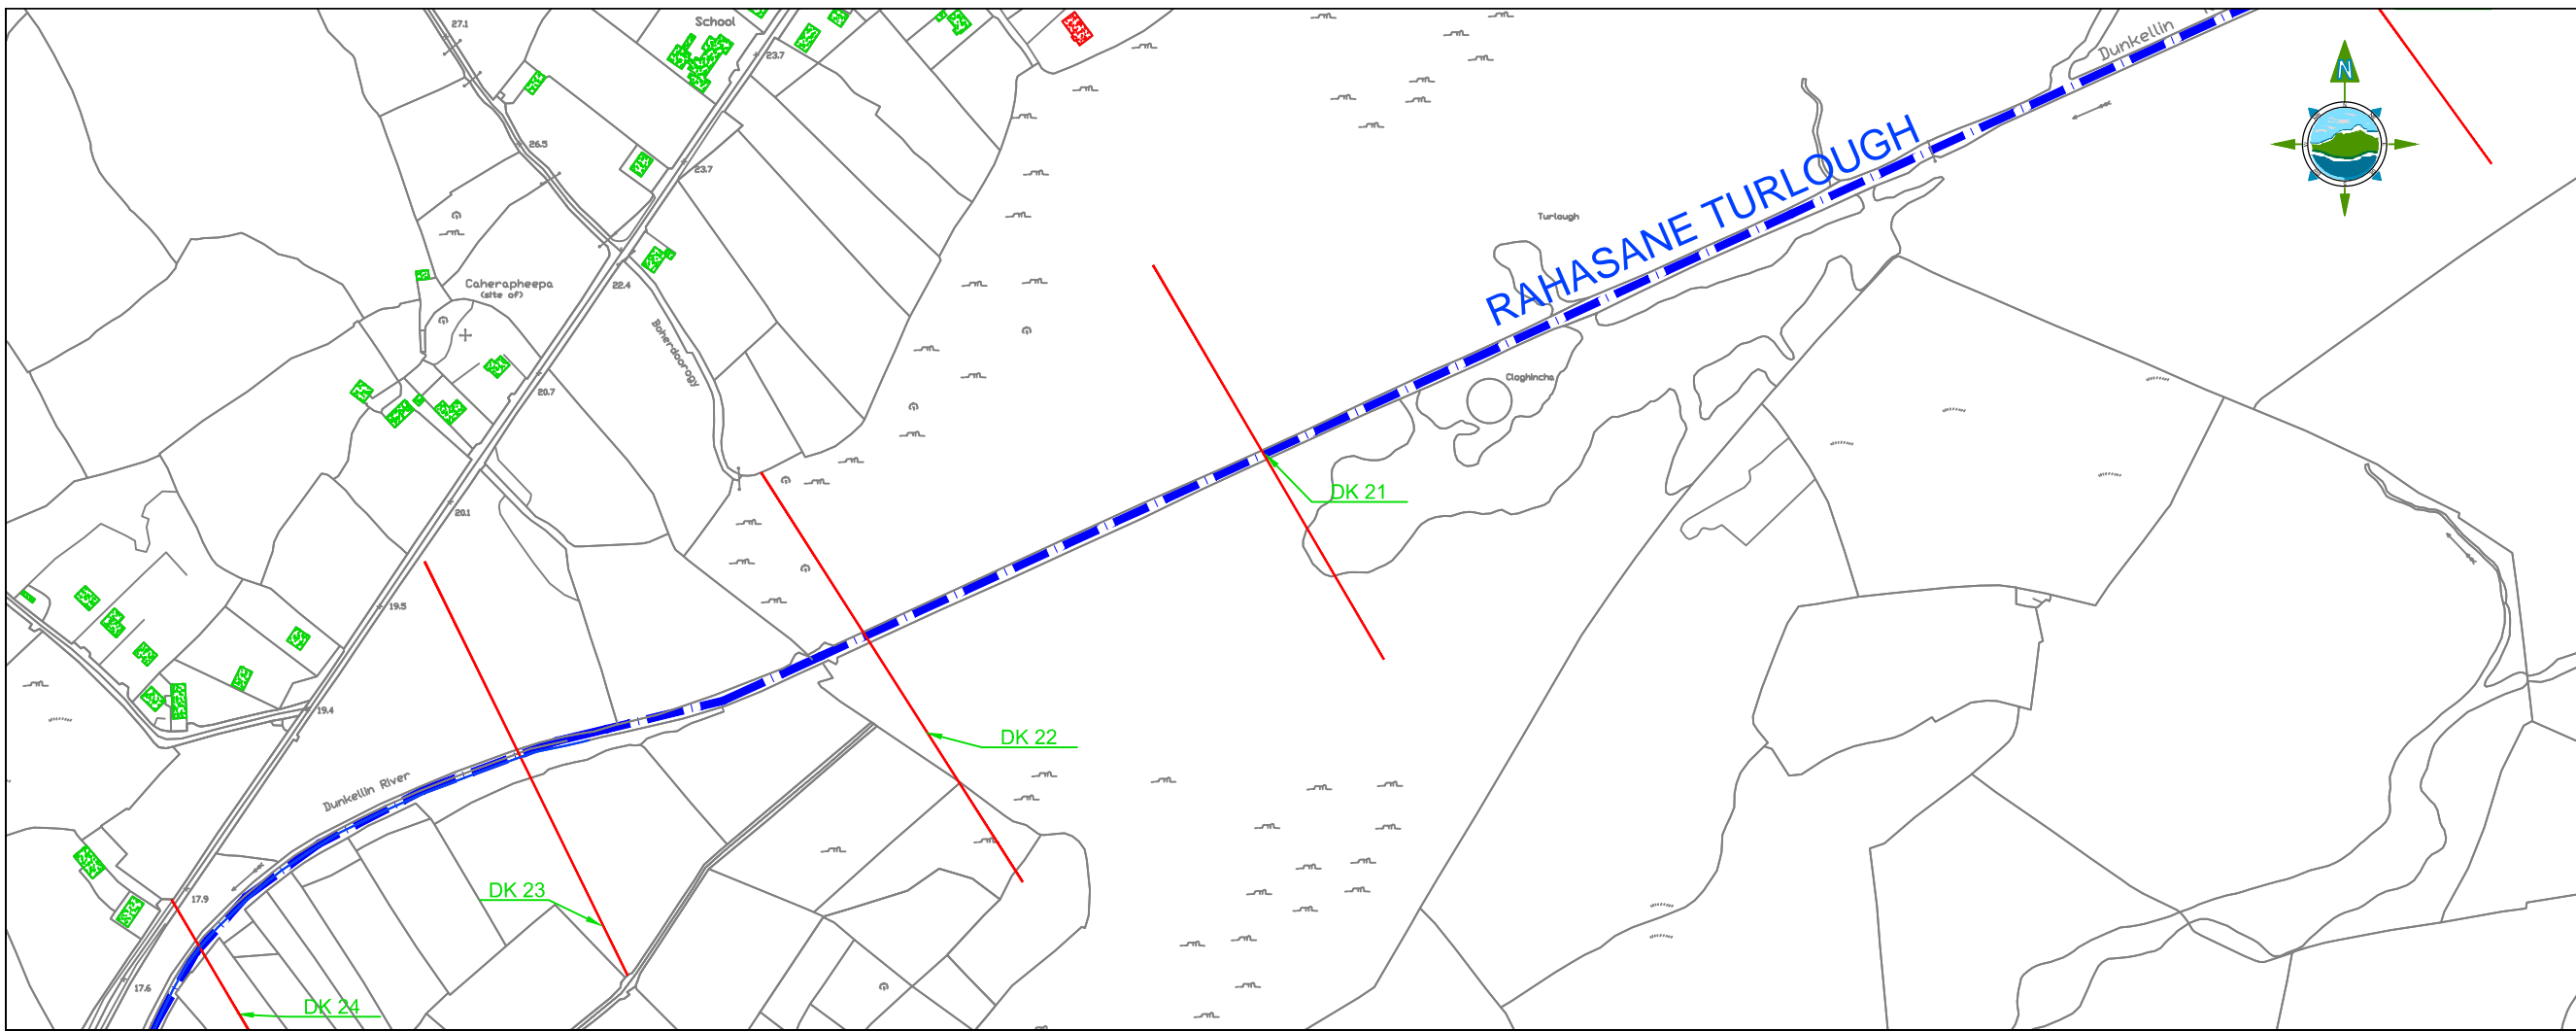 27.1
School
23.7
Dunkellin
N
26.5
23.7
RAHASANE TURLOUGH
Turlough
Caherapheepa
(site of)
22.4
Boherdoorogy
20.7
Cloghincha
DK 21
20.1
19.5
19.4
DK 22
Dunkellin River
DK 23
17.9
17.6
DK 24